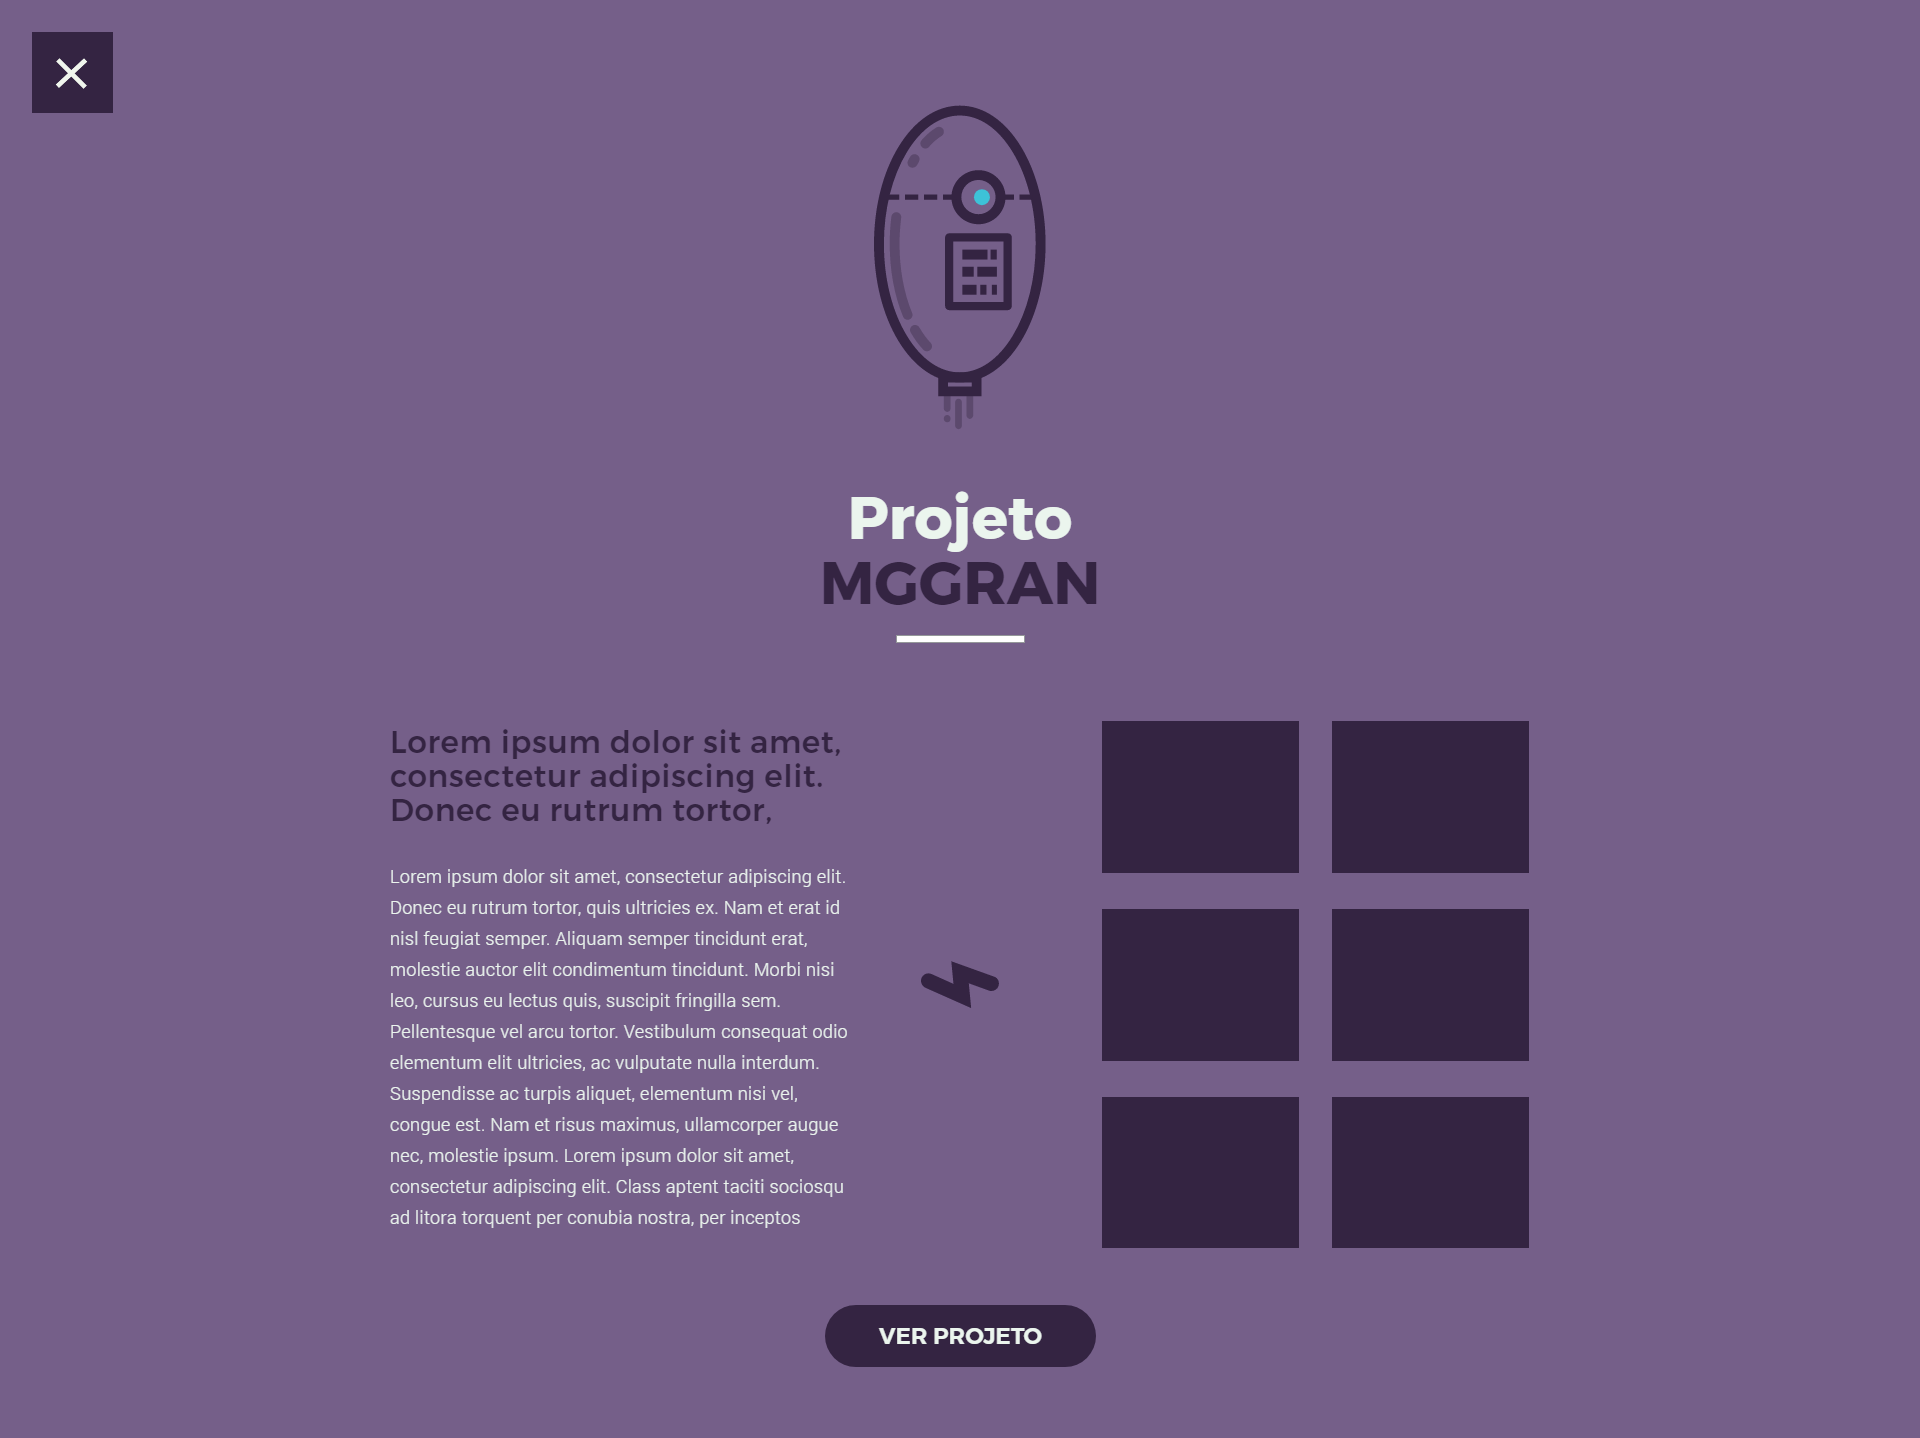 Projeto
MGGRAN
Lorem ipsum dolor sit amet,
consectetur adipiscing elit.
Donec eu rutrum tortor,
Lorem ipsum dolor sit amet, consectetur adipiscing elit.
Donec eu rutrum tortor, quis ultricies ex. Nam et erat id
nisl feugiat semper. Aliquam semper tincidunt erat,
molestie auctor elit condimentum tincidunt. Morbi nisi
leo, cursus eu lectus quis, suscipit fringilla sem.
Pellentesque vel arcu tortor. Vestibulum consequat odio
elementum elit ultricies, ac vulputate nulla interdum.
Suspendisse ac turpis aliquet, elementum nisi vel,
congue est. Nam et risus maximus, ullamcorper augue
nec, molestie ipsum. Lorem ipsum dolor sit amet,
consectetur adipiscing elit. Class aptent taciti sociosqu
ad litora torquent per conubia nostra, per inceptos
VER PROJETO